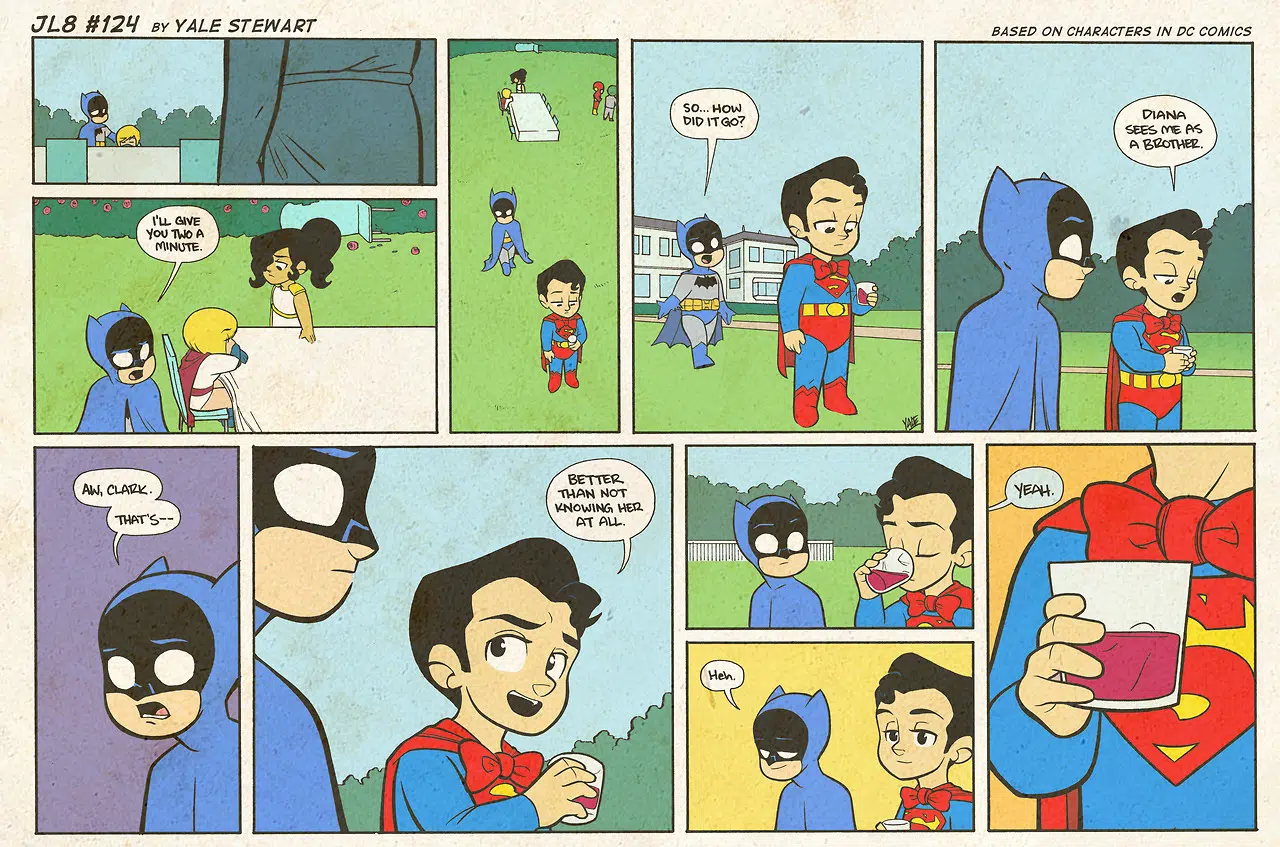 JL8 #124 BY YALE STEWART
BASED ON CHARACTERS IN DC COMICS
I'LL GIVE
YOU TWO A
MINUTE.
SO... HOW
DID IT GO?
YALE
DIANA
SEES ME AS
A BROTHER.
AW, CLARK.
THAT'S--
BETTER
THAN NOT
KNOWING HER
AT ALL.
Heh.
YEAH.